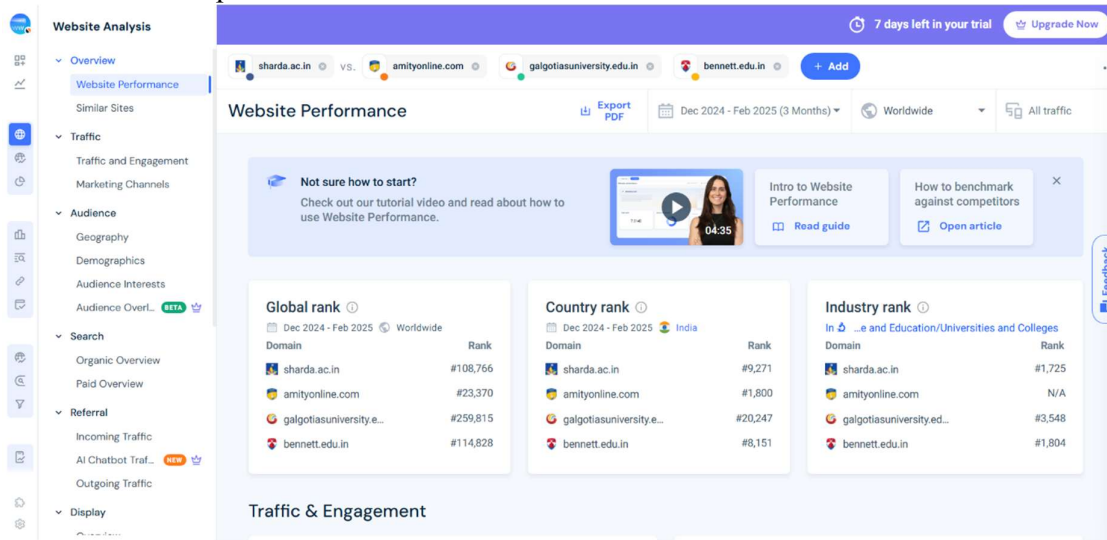 7 days left in your trial
Upgrade Now
Website Analysis
Overview
Website Performance
Similar Sites
Traffic
Traffic and Engagement
Marketing Channels
Audience
Geography
Demographics
Audience Interests
Audience Overl... BETA
Search
Organic Overview
Paid Overview
Referral
Incoming Traffic
AI Chatbot Traf... NEW
Outgoing Traffic
Display
sharda.ac.in vs. amityonline.com galgotiasuniversity.edu.in bennett.edu.in + Add
Website Performance
Export PDF
Dec 2024 - Feb 2025 (3 Months)
Worldwide
All traffic
Not sure how to start?
Check out our tutorial video and read about how to
use Website Performance.
04:35
Intro to Website
Performance
Read guide
How to benchmark
against competitors
Open article
Feedback
Global rank
Dec 2024 - Feb 2025 Worldwide
Domain Rank
sharda.ac.in #108,766
amityonline.com #23,370
galgotiasuniversity.e... #259,815
bennett.edu.in #114,828
Country rank
Dec 2024 - Feb 2025 India
Domain Rank
sharda.ac.in #9,271
amityonline.com #1,800
galgotiasuniversity.e... #20,247
bennett.edu.in #8,151
Industry rank
In ...e and Education/Universities and Colleges
Domain Rank
sharda.ac.in #1,725
amityonline.com N/A
galgotiasuniversity.ed... #3,548
bennett.edu.in #1,804
Traffic & Engagement